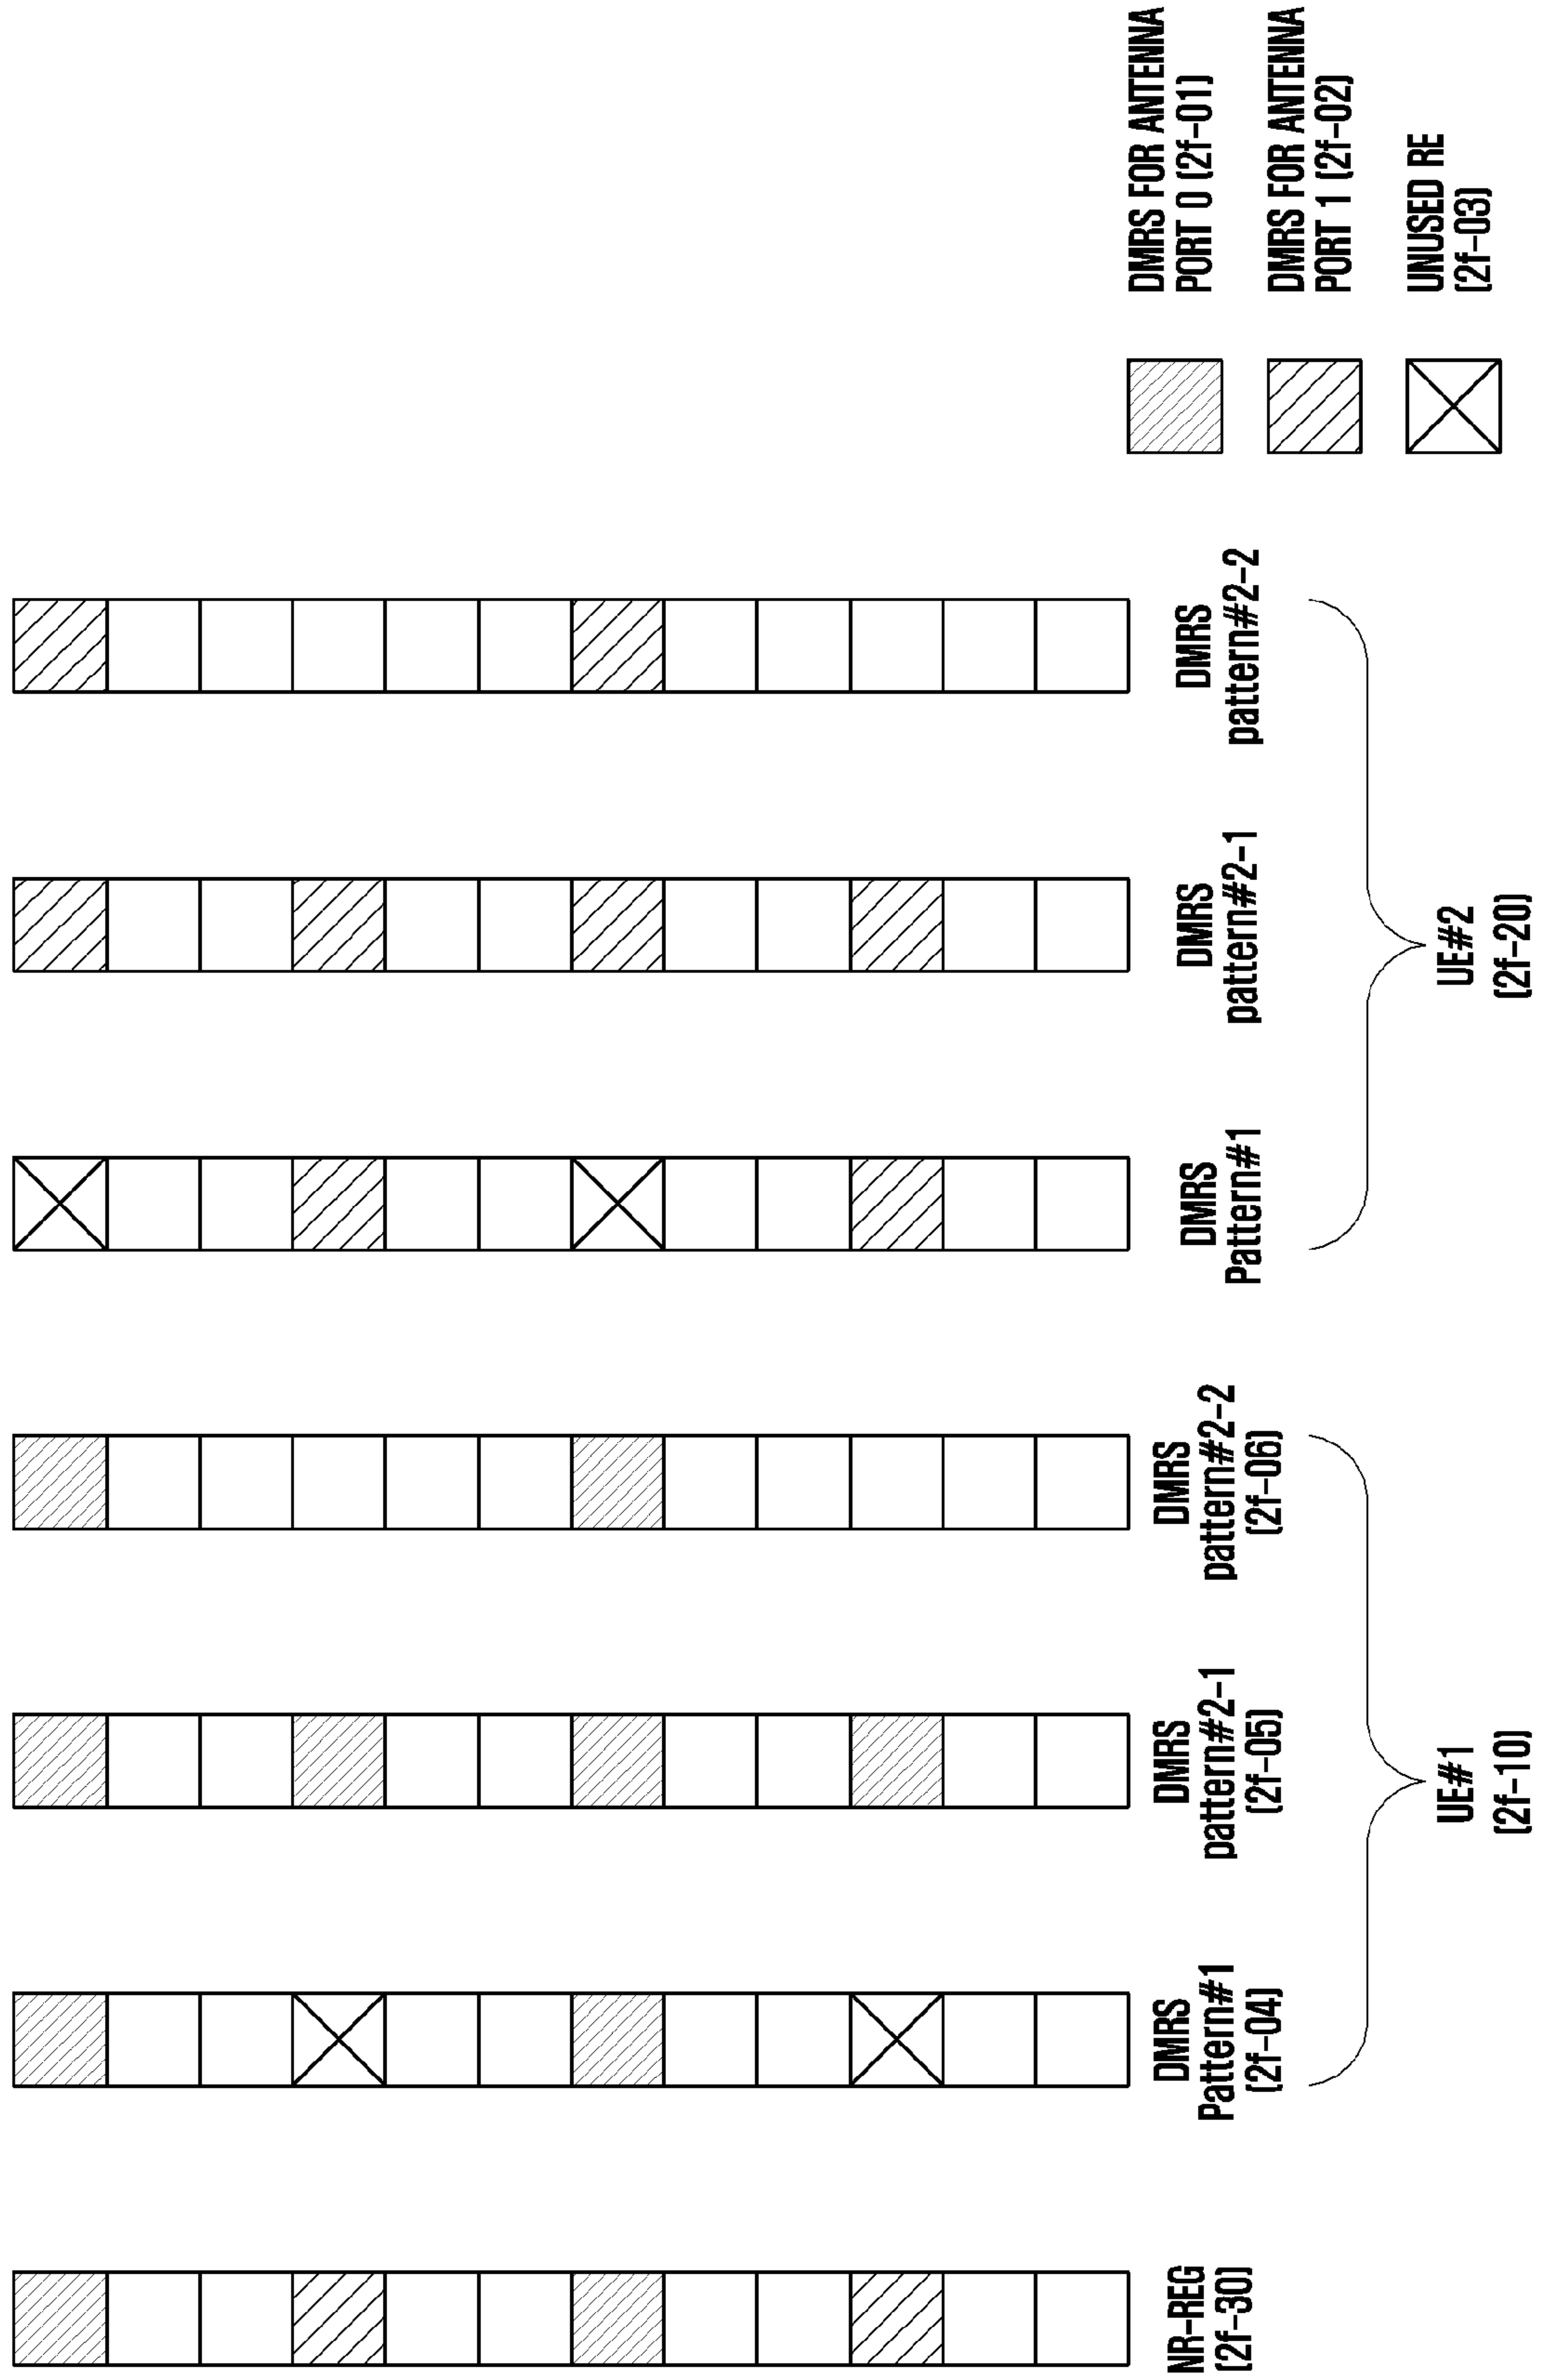 NR-REG
(2f-30)
DMRS
Pattern#1
(2f-04)
DMRS
pattern#2-1
(2f-05)
DMRS
pattern#2-2
(2f-06)
UE#1
(2f-10)
DMRS
Pattern#1
DMRS
pattern#2-1
DMRS
pattern#2-2
UE#2
(2f-20)
DMRS FOR ANTENNA
PORT 0 (2f-01)
DMRS FOR ANTENNA
PORT 1 (2f-02)
UNUSED RE
(2f-03)